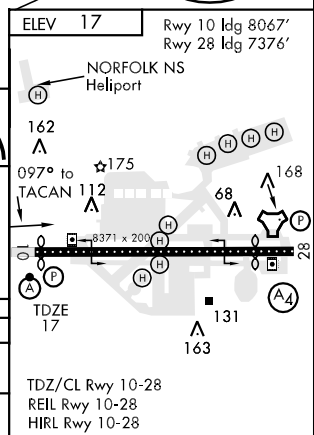 ELEV 17
Rwy 10 ldg 8067'
Rwy 28 ldg 7376'
NORFOLK NS
Heliport
H
162
175
H H H H
097° to
TACAN
112
68
168
H
P
8371 x 200
H
10
28
A P
H H
A4
TDZE
17
131
163
TDZ/CL Rwy 10-28
REIL Rwy 10-28
HIRL Rwy 10-28